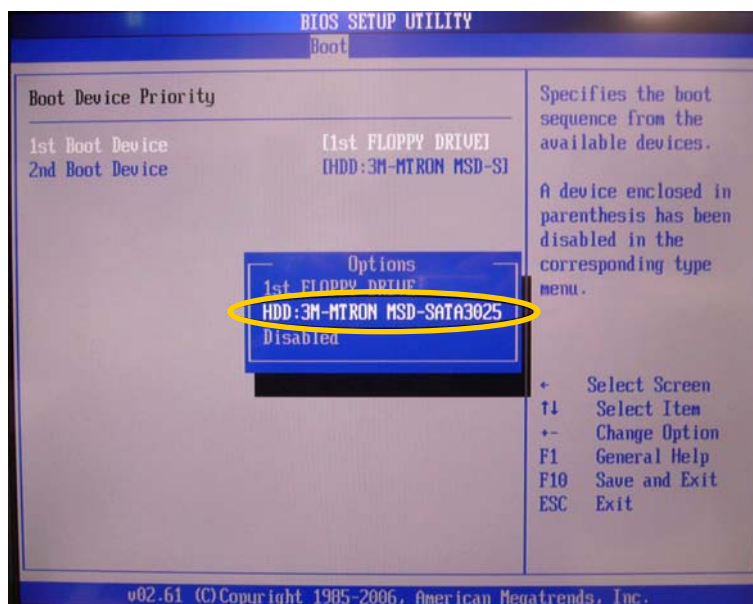 BIOS SETUP UTILITY
Boot
Boot Device Priority
1st Boot Device [1st FLOPPY DRIVE]
2nd Boot Device [HDD:3M-MTRON MSD-S]
Options
1st FLOPPY DRIVE
HDD:3M-MTRON MSD-SATA3025
Disabled
Specifies the boot
sequence from the
available devices.
A device enclosed in
parenthesis has been
disabled in the
corresponding type
menu.
← Select Screen
↑↓ Select Item
+- Change Option
F1 General Help
F10 Save and Exit
ESC Exit
v02.61 (C)Copyright 1985-2006, American Megatrends, Inc.